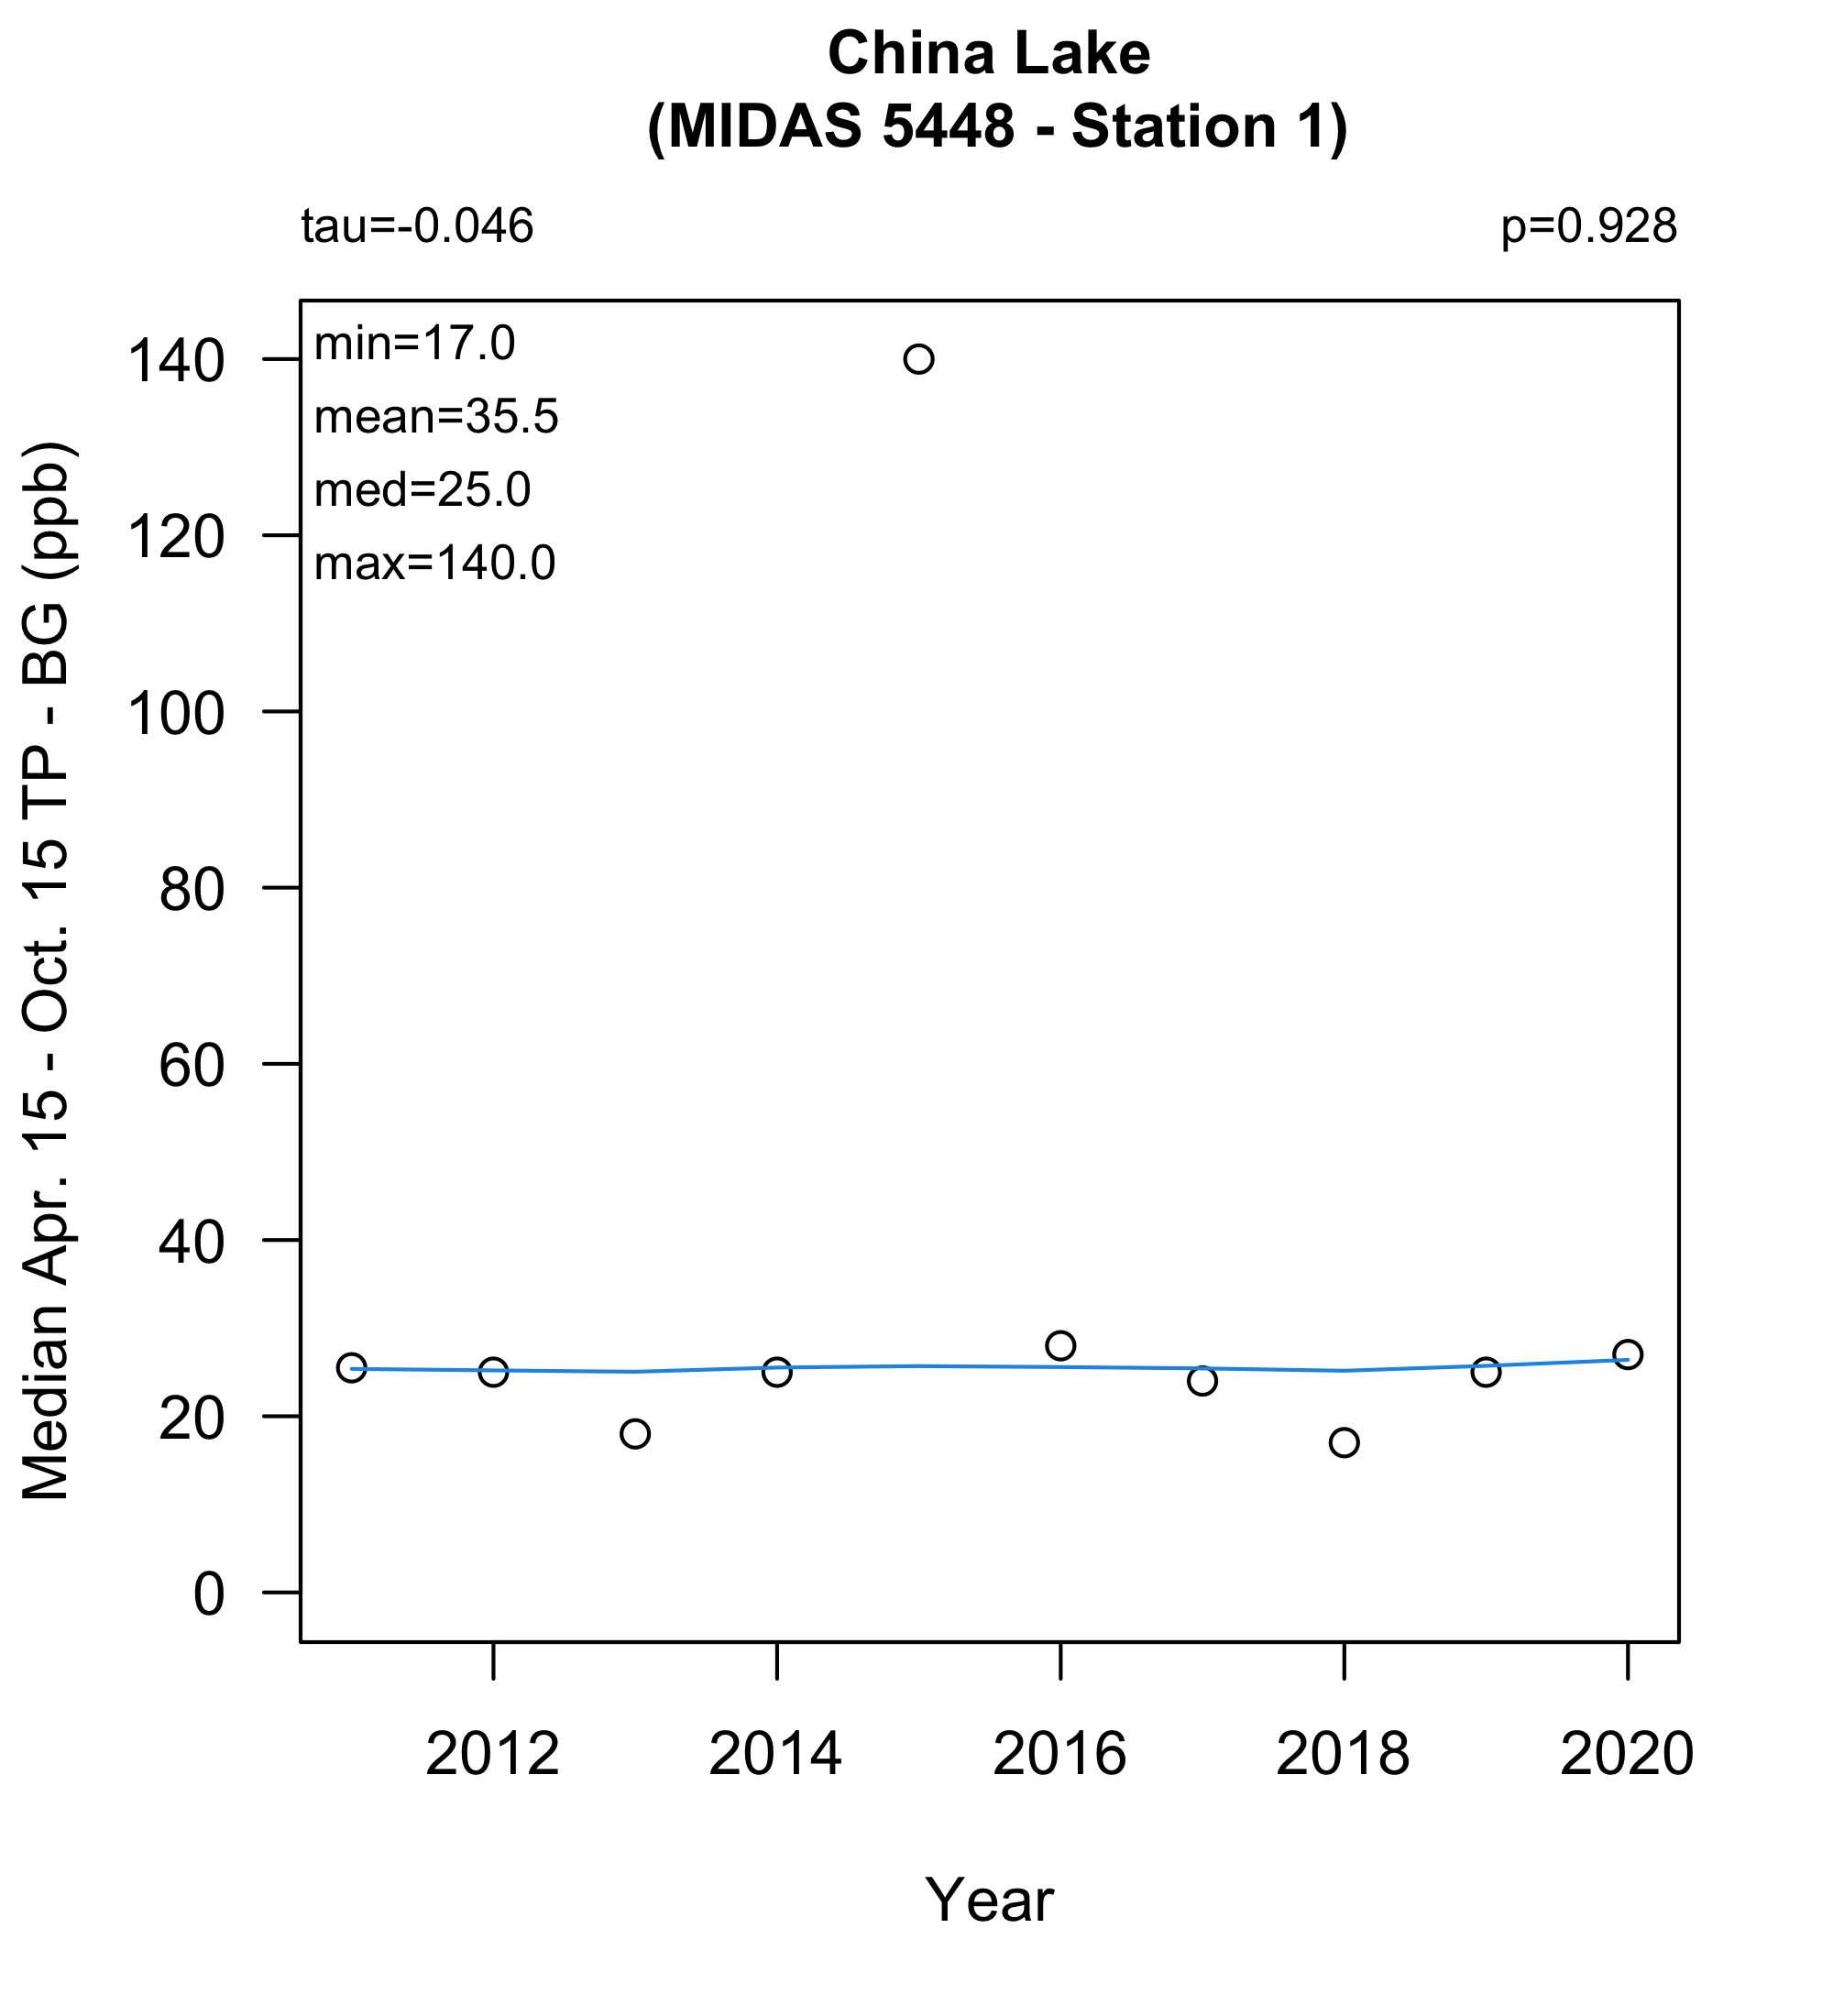 China Lake
(MIDAS 5448 - Station 1)
tau=-0.046
p=0.928
min=17.0
mean=35.5
med=25.0
max=140.0
Median Apr. 15 - Oct. 15 TP - BG (ppb)
140
120
100
80
60
40
20
0
2012
2014
2016
2018
2020
Year